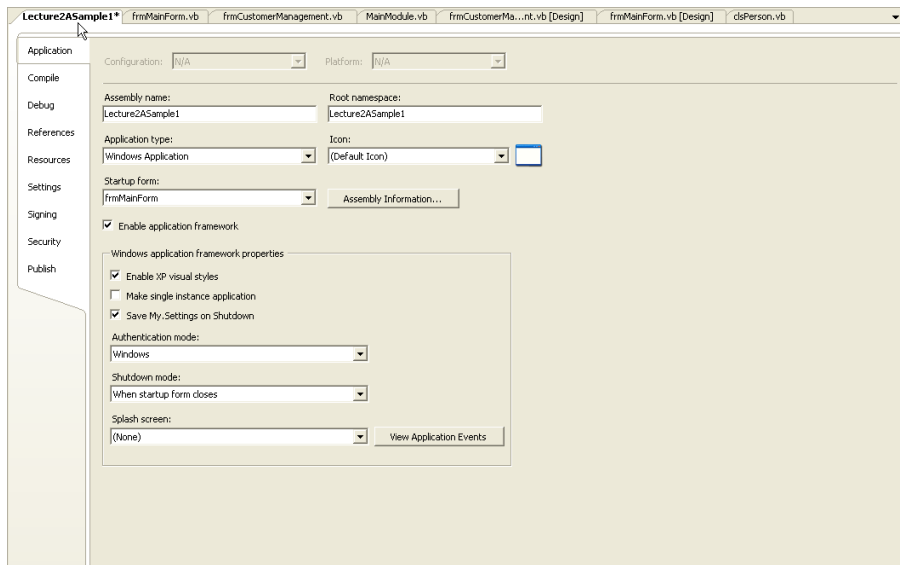 Lecture2ASample1* frmMainForm.vb frmCustomerManagement.vb MainModule.vb frmCustomerMa...nt.vb [Design] frmMainForm.vb [Design] clsPerson.vb
Application
Compile
Debug
References
Resources
Settings
Signing
Security
Publish
Configuration: N/A Platform: N/A
Assembly name: Root namespace:
Lecture2ASample1 Lecture2ASample1
Application type: Icon:
Windows Application (Default Icon)
Startup form:
frmMainForm Assembly Information...
Enable application framework
Windows application framework properties
Enable XP visual styles
Make single instance application
Save My.Settings on Shutdown
Authentication mode:
Windows
Shutdown mode:
When startup form closes
Splash screen:
(None) View Application Events